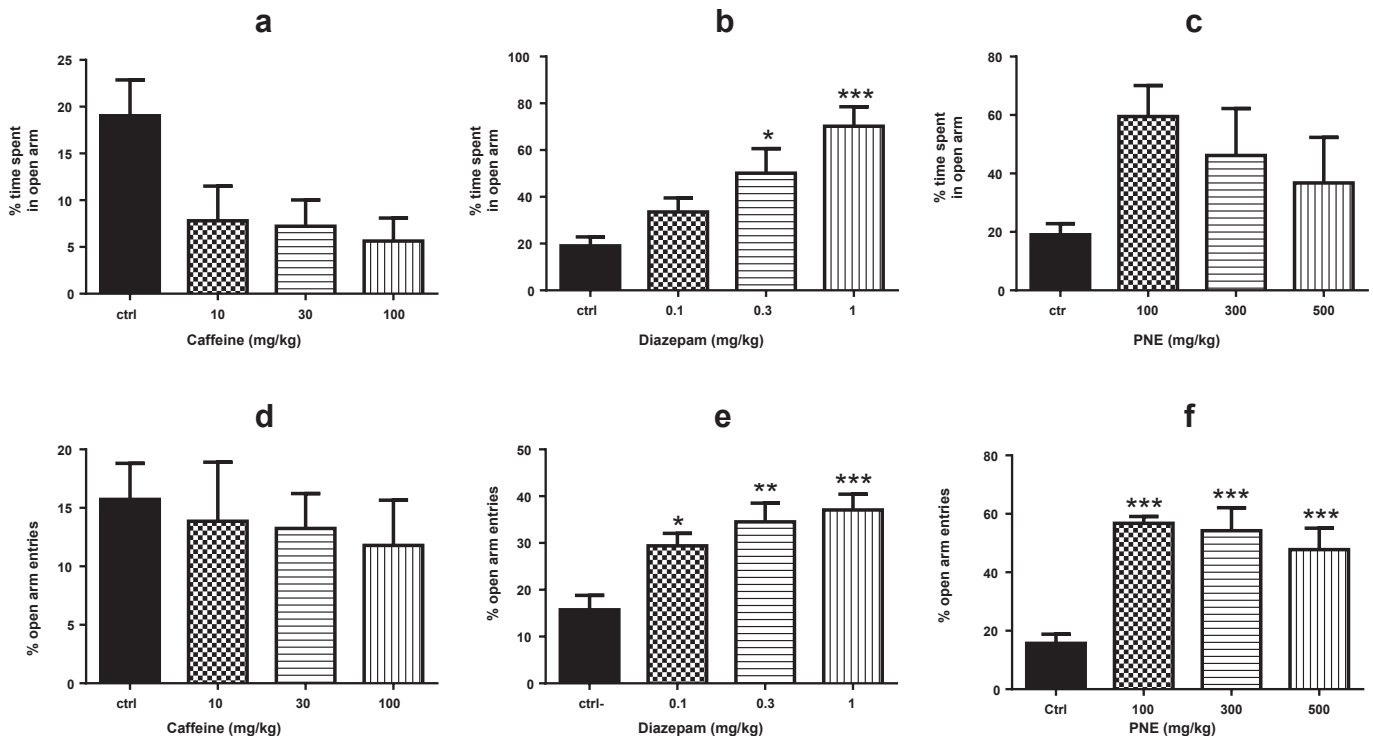 a
% time spent
in open arm
25
20
15
10
5
0
ctrl
10
30
100
Caffeine (mg/kg)
b
% time spent
in open arm
100
80
60
40
20
0
*
***
ctrl
0.1
0.3
1
Diazepam (mg/kg)
c
% time spent
in open arm
80
60
40
20
0
ctr
100
300
500
PNE (mg/kg)
d
% open arm entries
20
15
10
5
0
ctrl
10
30
100
Caffeine (mg/kg)
e
% open arm entries
50
40
30
20
10
0
*
**
***
ctrl-
0.1
0.3
1
Diazepam (mg/kg)
f
% open arm entries
80
60
40
20
0
***
***
***
Ctrl
100
300
500
PNE (mg/kg)